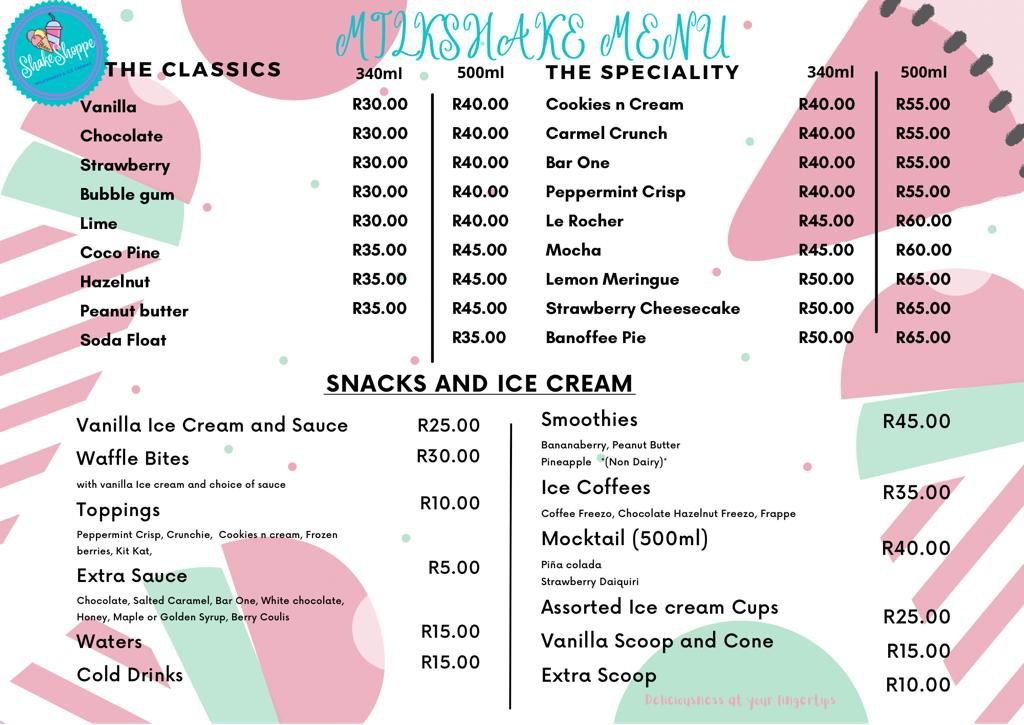 MILKSHAKE MENU
ShakeShoppe
THE CLASSICS 340ml 500ml
Vanilla R30.00 R40.00
Chocolate R30.00 R40.00
Strawberry R30.00 R40.00
Bubble gum R30.00 R40.00
Lime R30.00 R40.00
Coco Pine R35.00 R45.00
Hazelnut R35.00 R45.00
Peanut butter R35.00 R45.00
Soda Float R35.00
THE SPECIALITY 340ml 500ml
Cookies n Cream R40.00 R55.00
Carmel Crunch R40.00 R55.00
Bar One R40.00 R55.00
Peppermint Crisp R40.00 R55.00
Le Rocher R45.00 R60.00
Mocha R45.00 R60.00
Lemon Meringue R50.00 R65.00
Strawberry Cheesecake R50.00 R65.00
Banoffee Pie R50.00 R65.00
SNACKS AND ICE CREAM
Vanilla Ice Cream and Sauce R25.00
Waffle Bites R30.00
with vanilla Ice cream and choice of sauce
Toppings R10.00
Peppermint Crisp, Crunchie, Cookies n cream, Frozen
berries, Kit Kat,
Extra Sauce R5.00
Chocolate, Salted Caramel, Bar One, White chocolate,
Honey, Maple or Golden Syrup, Berry Coulis
Waters R15.00
Cold Drinks R15.00
Smoothies R45.00
Bananaberry, Peanut Butter
Pineapple *(Non Dairy)*
Ice Coffees R35.00
Coffee Freezo, Chocolate Hazelnut Freezo, Frappe
Mocktail (500ml) R40.00
Piña colada
Strawberry Daiquiri
Assorted Ice cream Cups R25.00
Vanilla Scoop and Cone R15.00
Extra Scoop R10.00
Deliciousness at your fingertips